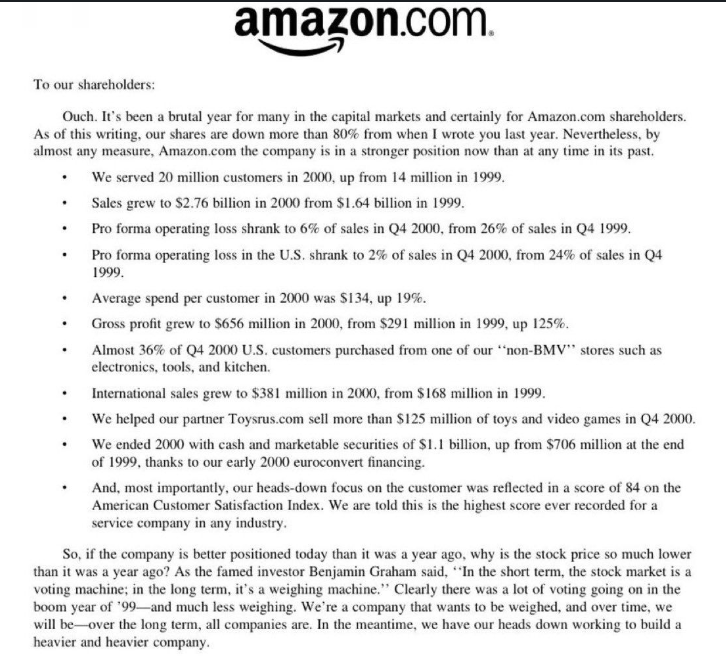 amazon.com®
To our shareholders:
Ouch. It's been a brutal year for many in the capital markets and certainly for Amazon.com shareholders.
As of this writing, our shares are down more than 80% from when I wrote you last year. Nevertheless, by
almost any measure, Amazon.com the company is in a stronger position now than at any time in its past.
• We served 20 million customers in 2000, up from 14 million in 1999.
• Sales grew to $2.76 billion in 2000 from $1.64 billion in 1999.
• Pro forma operating loss shrank to 6% of sales in Q4 2000, from 26% of sales in Q4 1999.
• Pro forma operating loss in the U.S. shrank to 2% of sales in Q4 2000, from 24% of sales in Q4
1999.
• Average spend per customer in 2000 was $134, up 19%.
• Gross profit grew to $656 million in 2000, from $291 million in 1999, up 125%.
• Almost 36% of Q4 2000 U.S. customers purchased from one of our ‘‘non-BMV’’ stores such as
electronics, tools, and kitchen.
• International sales grew to $381 million in 2000, from $168 million in 1999.
• We helped our partner Toysrus.com sell more than $125 million of toys and video games in Q4 2000.
• We ended 2000 with cash and marketable securities of $1.1 billion, up from $706 million at the end
of 1999, thanks to our early 2000 euroconvert financing.
• And, most importantly, our heads-down focus on the customer was reflected in a score of 84 on the
American Customer Satisfaction Index. We are told this is the highest score ever recorded for a
service company in any industry.
So, if the company is better positioned today than it was a year ago, why is the stock price so much lower
than it was a year ago? As the famed investor Benjamin Graham said, ‘‘In the short term, the stock market is a
voting machine; in the long term, it's a weighing machine.’’ Clearly there was a lot of voting going on in the
boom year of '99—and much less weighing. We're a company that wants to be weighed, and over time, we
will be—over the long term, all companies are. In the meantime, we have our heads down working to build a
heavier and heavier company.